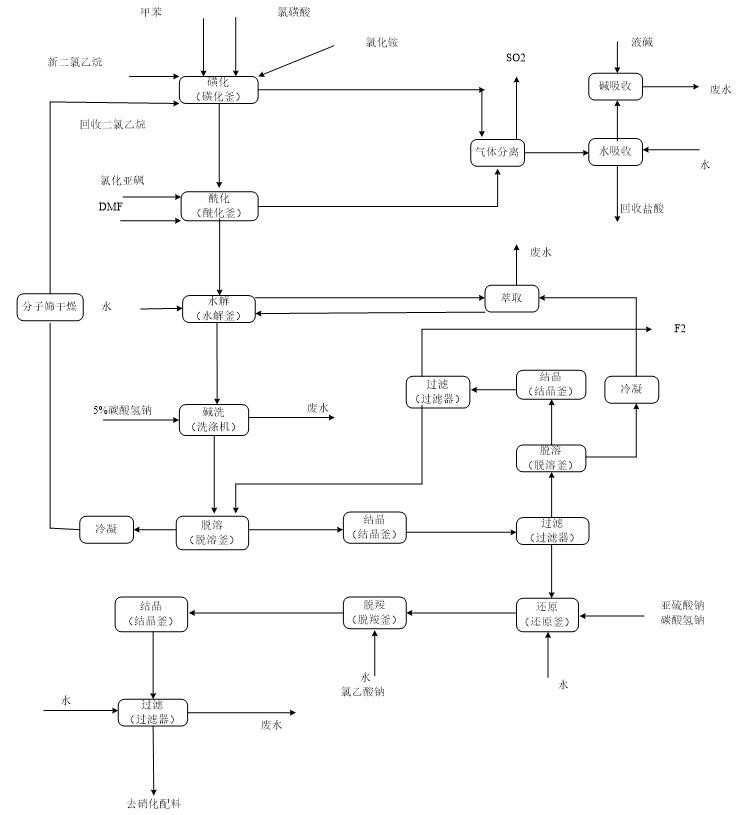 甲苯
氯磺酸
氯化铵
新二氯乙烷
磺化
（磺化釜）
回收二氯乙烷
SO2
液碱
碱吸收
废水
气体分离
水吸收
水
回收盐酸
氯化亚砜
DMF
酰化
（酰化釜）
废水
分子筛干燥
水
水解
（水解釜）
萃取
F2
过滤
（过滤器）
结晶
（结晶釜）
冷凝
5%碳酸氢钠
碱洗
（洗涤机）
废水
脱溶
（脱溶釜）
冷凝
脱溶
（脱溶釜）
结晶
（结晶釜）
过滤
（过滤器）
结晶
（结晶釜）
脱羧
（脱羧釜）
还原
（还原釜）
亚硫酸钠
碳酸氢钠
水
氯乙酸钠
水
水
过滤
（过滤器）
废水
去硝化配料